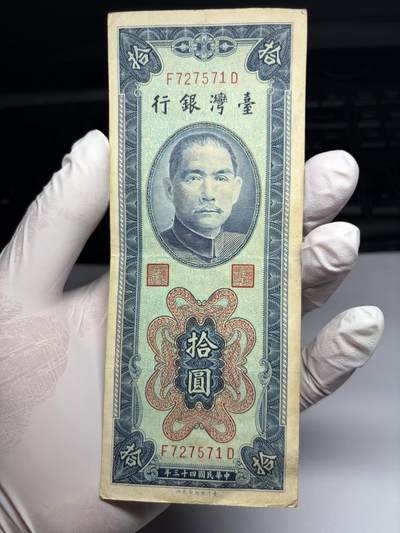 拾 拾
F727571D
臺灣銀行
拾
圓
F727571D
拾 拾
中華民國四十三年